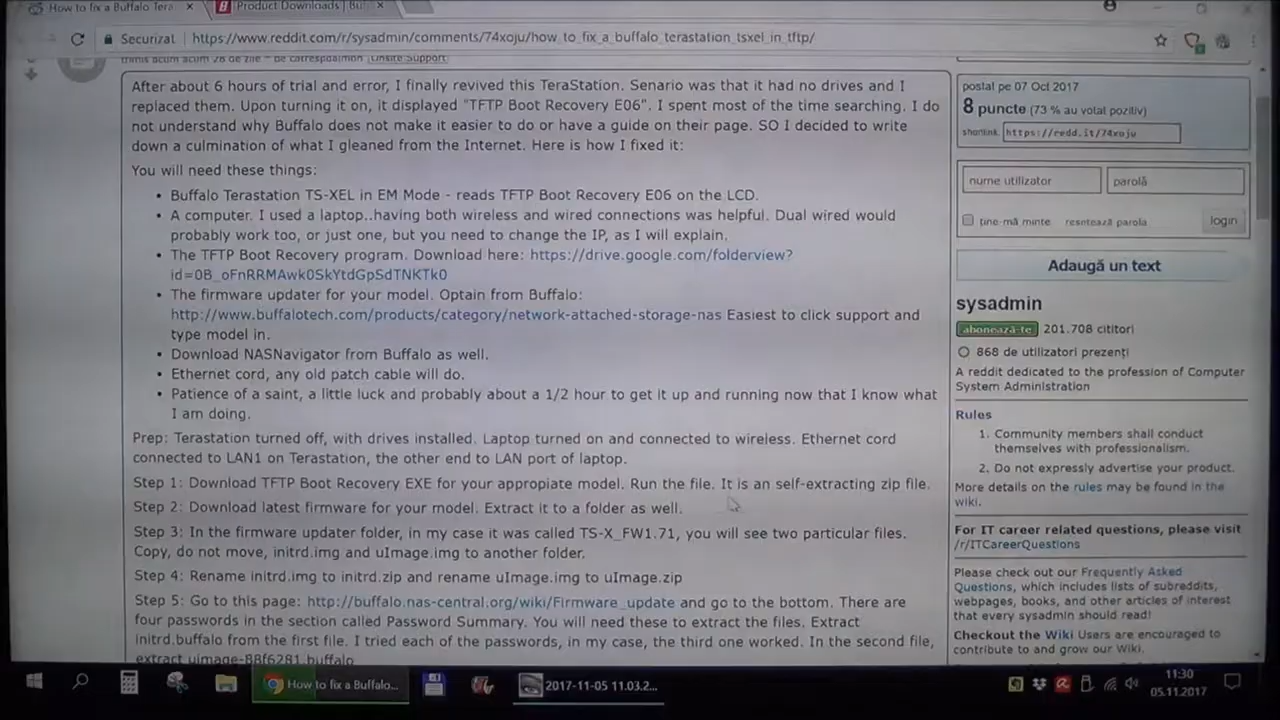 How to fix a Buffalo Tera
Product Downloads | Buf
Securizat
https://www.reddit.com/r/sysadmin/comments/74xoju/how_to_fix_a_buffalo_terastation_tsxel_in_tftp/
After about 6 hours of trial and error, I finally revived this TeraStation. Senario was that it had no drives and I
replaced them. Upon turning it on, it displayed "TFTP Boot Recovery E06". I spent most of the time searching. I do
not understand why Buffalo does not make it easier to do or have a guide on their page. SO I decided to write
down a culmination of what I gleaned from the Internet. Here is how I fixed it:
You will need these things:
• Buffalo Terastation TS-XEL in EM Mode - reads TFTP Boot Recovery E06 on the LCD.
• A computer. I used a laptop..having both wireless and wired connections was helpful. Dual wired would
probably work too, or just one, but you need to change the IP, as I will explain.
• The TFTP Boot Recovery program. Download here: https://drive.google.com/folderview?
id=0B_oFnRRMAwk0SkYtdGpSdTNKTk0
• The firmware updater for your model. Optain from Buffalo:
http://www.buffalotech.com/products/category/network-attached-storage-nas Easiest to click support and
type model in.
• Download NASNavigator from Buffalo as well.
• Ethernet cord, any old patch cable will do.
• Patience of a saint, a little luck and probably about a 1/2 hour to get it up and running now that I know what
I am doing.
Prep: Terastation turned off, with drives installed. Laptop turned on and connected to wireless. Ethernet cord
connected to LAN1 on Terastation, the other end to LAN port of laptop.
Step 1: Download TFTP Boot Recovery EXE for your appropiate model. Run the file. It is an self-extracting zip file.
Step 2: Download latest firmware for your model. Extract it to a folder as well.
Step 3: In the firmware updater folder, in my case it was called TS-X_FW1.71, you will see two particular files.
Copy, do not move, initrd.img and uImage.img to another folder.
Step 4: Rename initrd.img to initrd.zip and rename uImage.img to uImage.zip
Step 5: Go to this page: http://buffalo.nas-central.org/wiki/Firmware_update and go to the bottom. There are
four passwords in the section called Password Summary. You will need these to extract the files. Extract
initrd.buffalo from the first file. I tried each of the passwords, in my case, the third one worked. In the second file,
extract uimage-88f6281.buffalo
postat pe 07 Oct 2017
8 puncte (73 % au votat pozitiv)
shortlink: https://redd.it/74xoju
nume utilizator
parolă
ține-mă minte
resetează parola
login
Adaugă un text
sysadmin
abonează-te 201.708 cititori
868 de utilizatori prezenți
A reddit dedicated to the profession of Computer
System Administration
Rules
1. Community members shall conduct
themselves with professionalism.
2. Do not expressly advertise your product.
More details on the rules may be found in the
wiki.
For IT career related questions, please visit
/r/ITCareerQuestions
Please check out our Frequently Asked
Questions, which includes lists of subreddits,
webpages, books, and other articles of interest
that every sysadmin should read!
Checkout the Wiki Users are encouraged to
contribute to and grow our Wiki.
How to fix a Buffalo...
2017-11-05 11.03.2...
11:30
05.11.2017